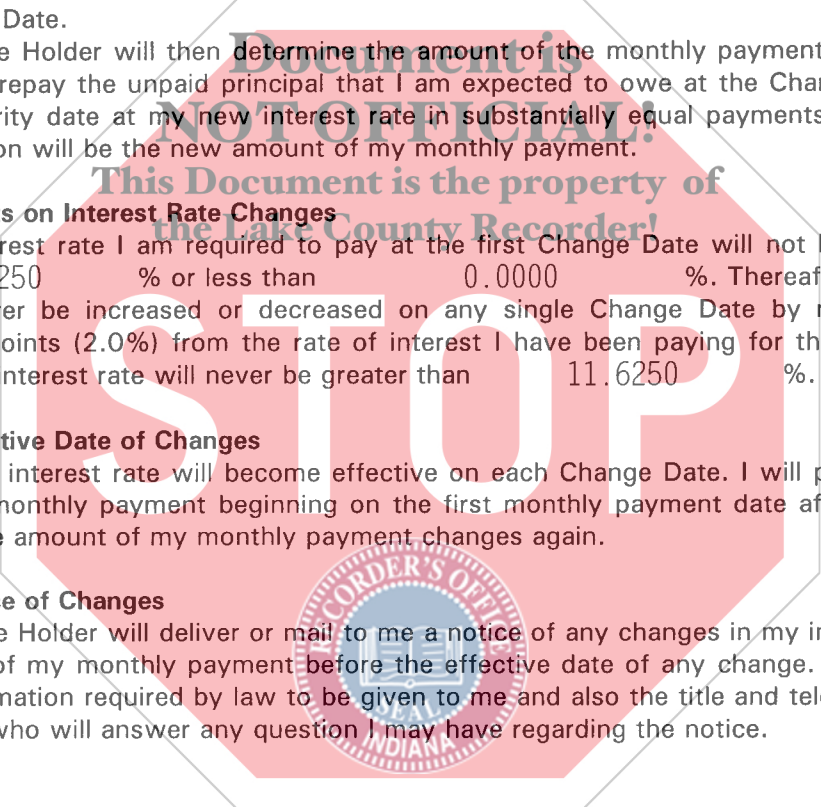 Date.
e Holder will then determine the amount of the monthly payment
repay the unpaid principal that I am expected to owe at the Chan
rity date at my new interest rate in substantially equal payments
on will be the new amount of my monthly payment.
Document is
NOT OFFICIAL!
This Document is the property of
the Lake County Recorder!
s on Interest Rate Changes
rest rate I am required to pay at the first Change Date will not
250 % or less than 0.0000 %. Thereaf
er be increased or decreased on any single Change Date by
oints (2.0%) from the rate of interest I have been paying for th
interest rate will never be greater than 11.6250 %.
STOP
tive Date of Changes
interest rate will become effective on each Change Date. I will p
monthly payment beginning on the first monthly payment date af
e amount of my monthly payment changes again.
e of Changes
e Holder will deliver or mail to me a notice of any changes in my in
of my monthly payment before the effective date of any change.
mation required by law to be given to me and also the title and tele
who will answer any question I may have regarding the notice.
RECORDER'S OFFICE
SEAL
INDIANA